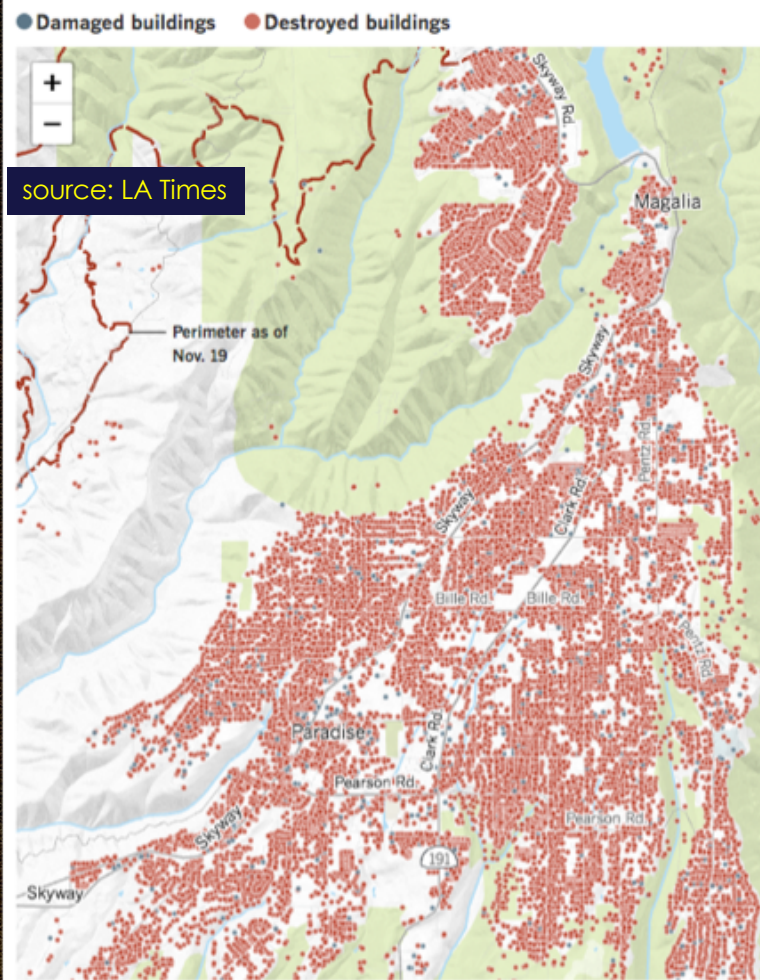 Damaged buildings Destroyed buildings
+
Skyway Rd.
−
source: LA Times
Magalia
Perimeter as of
Nov. 19
Skyway
Pentz Rd.
Skyway
Clark Rd.
Bille Rd. Bille Rd.
Pentz Rd.
Paradise
Clark Rd.
Pearson Rd.
Pearson Rd.
Skyway
191
Skyway